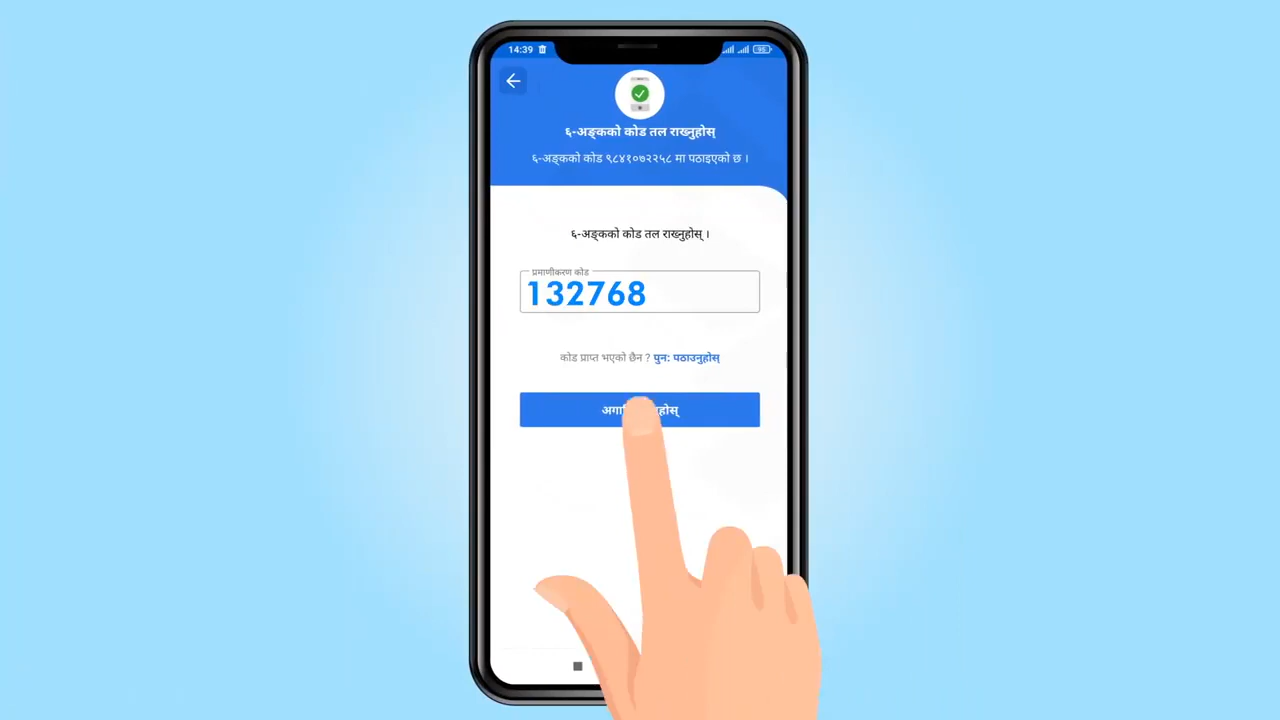 14:39
95
६-अङ्कको कोड तल राख्नुहोस्
६-अङ्कको कोड ९८४१०७२२५८ मा पठाइएको छ ।
६-अङ्कको कोड तल राख्नुहोस् ।
प्रमाणीकरण कोड
132768
कोड प्राप्त भएको छैन ? पुन: पठाउनुहोस्